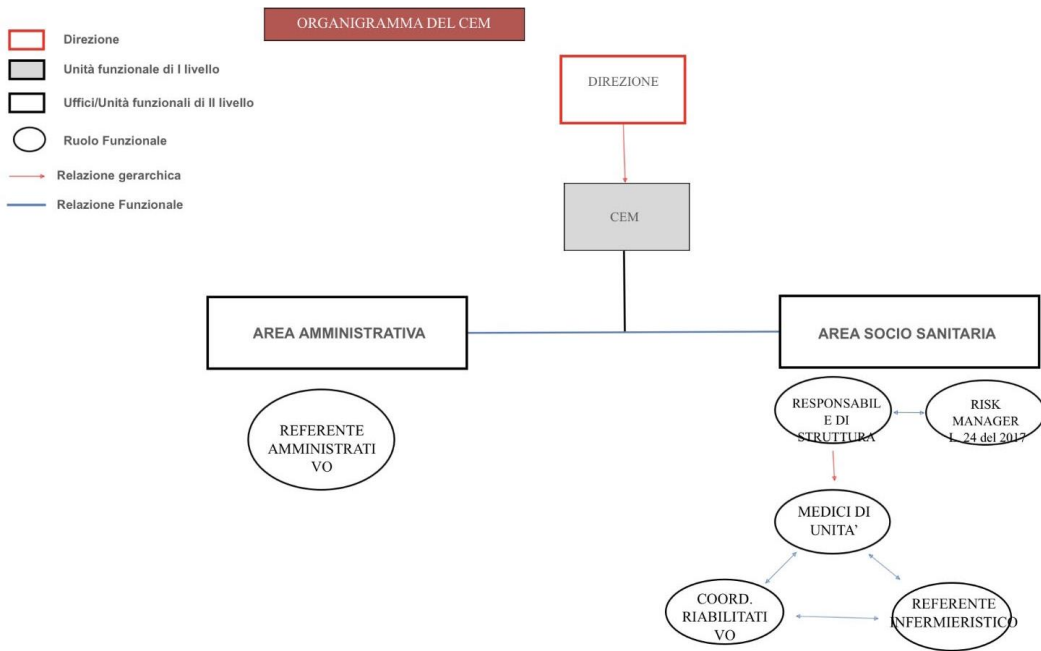 ORGANIGRAMMA DEL CEM
Direzione
Unità funzionale di I livello
Uffici/Unità funzionali di II livello
Ruolo Funzionale
Relazione gerarchica
Relazione Funzionale
DIREZIONE
CEM
AREA AMMINISTRATIVA
AREA SOCIO SANITARIA
REFERENTE
AMMINISTRATI
VO
RESPONSABIL
E DI
STRUTTURA
RISK
MANAGER
L. 24 del 2017
MEDICI DI
UNITA’
COORD.
RIABILITATI
VO
REFERENTE
INFERMIERISTICO